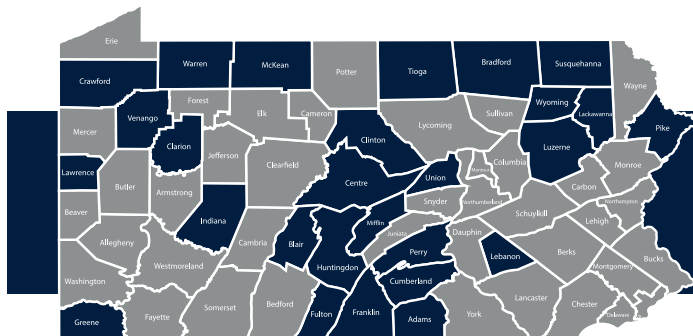 Erie
Warren
McKean
Potter
Tioga
Bradford
Susquehanna
Crawford
Wayne
Forest
Elk
Cameron
Venango
Wyoming
Lackawanna
Sullivan
Mercer
Lycoming
Pike
Clinton
Clarion
Luzerne
Jefferson
Clearfield
Columbia
Monroe
Lawrence
Montour
Union
Centre
Butler
Armstrong
Carbon
Snyder
Northumberland
Northampton
Beaver
Schuylkill
Indiana
Mifflin
Lehigh
Juniata
Dauphin
Allegheny
Cambria
Blair
Perry
Berks
Lebanon
Bucks
Westmoreland
Huntingdon
Montgomery
Washington
Cumberland
Lancaster
Somerset
Bedford
Chester
Fayette
Fulton
Franklin
York
Delaware
Greene
Adams